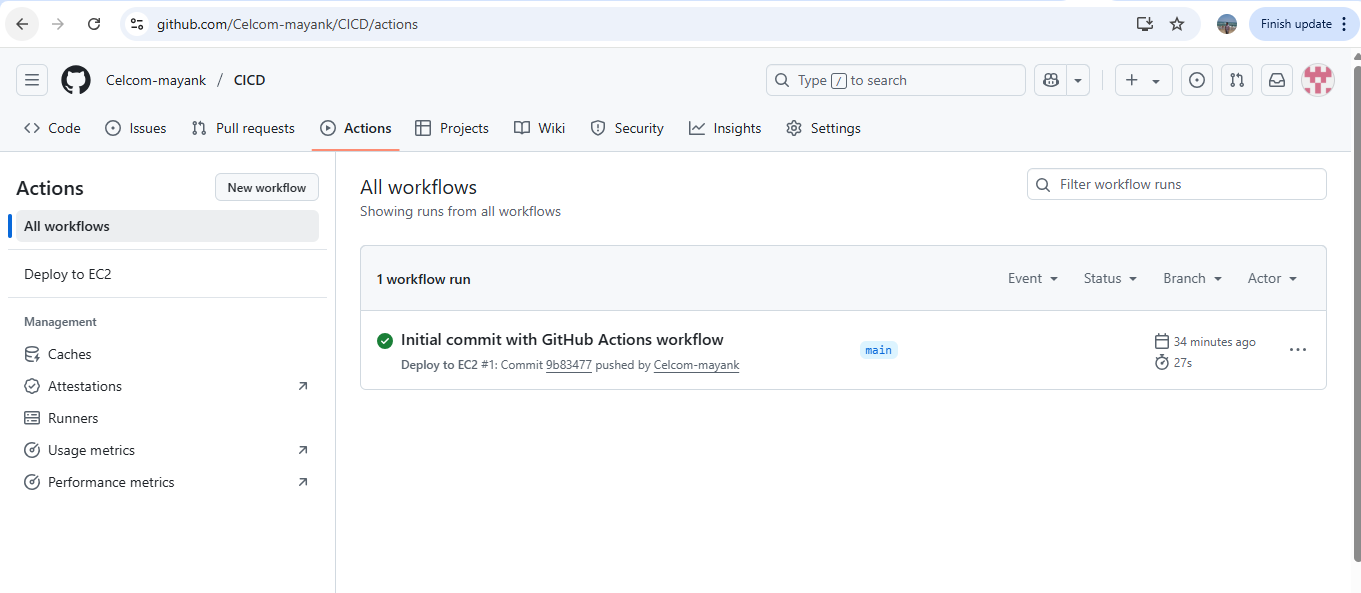 github.com/Celcom-mayank/CICD/actions
Finish update
Celcom-mayank / CICD
Type / to search
Code Issues Pull requests Actions Projects Wiki Security Insights Settings
Actions
New workflow
All workflows
Deploy to EC2
Management
Caches
Attestations
Runners
Usage metrics
Performance metrics
All workflows
Showing runs from all workflows
Filter workflow runs
1 workflow run
Event Status Branch Actor
Initial commit with GitHub Actions workflow
Deploy to EC2 #1: Commit 9b83477 pushed by Celcom-mayank
main
34 minutes ago
27s